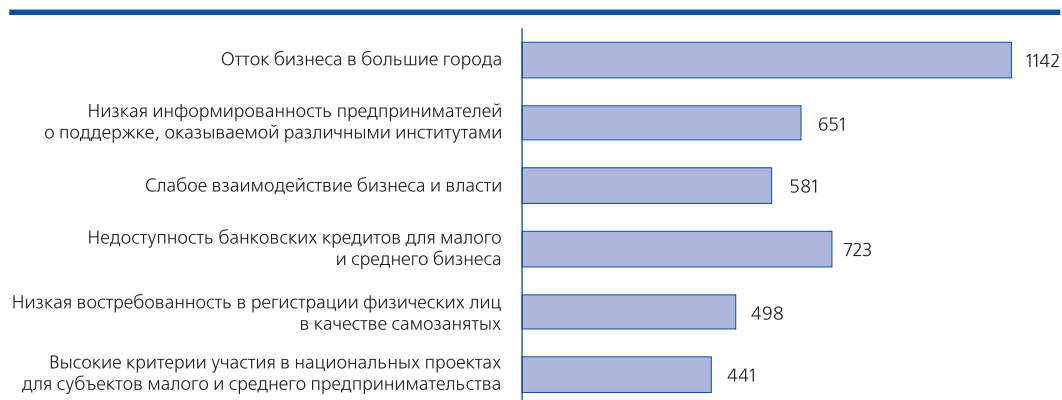 Отток бизнеса в большие города
1142
Низкая информированность предпринимателей
о поддержке, оказываемой различными институтами
651
Слабое взаимодействие бизнеса и власти
581
Недоступность банковских кредитов для малого
и среднего бизнеса
723
Низкая востребованность в регистрации физических лиц
в качестве самозанятых
498
Высокие критерии участия в национальных проектах
для субъектов малого и среднего предпринимательства
441